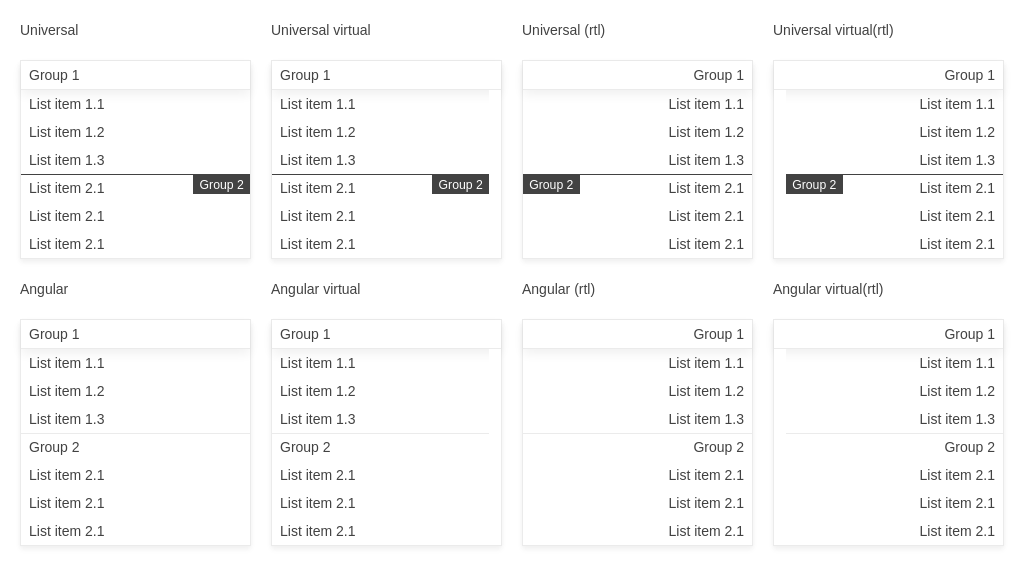 Universal
Group 1
List item 1.1
List item 1.2
List item 1.3
List item 2.1
Group 2
List item 2.1
List item 2.1
Universal virtual
Group 1
List item 1.1
List item 1.2
List item 1.3
List item 2.1
Group 2
List item 2.1
List item 2.1
Universal (rtl)
Group 1
List item 1.1
List item 1.2
List item 1.3
Group 2
List item 2.1
List item 2.1
List item 2.1
Universal virtual(rtl)
Group 1
List item 1.1
List item 1.2
List item 1.3
Group 2
List item 2.1
List item 2.1
List item 2.1
Angular
Group 1
List item 1.1
List item 1.2
List item 1.3
Group 2
List item 2.1
List item 2.1
List item 2.1
Angular virtual
Group 1
List item 1.1
List item 1.2
List item 1.3
Group 2
List item 2.1
List item 2.1
List item 2.1
Angular (rtl)
Group 1
List item 1.1
List item 1.2
List item 1.3
Group 2
List item 2.1
List item 2.1
List item 2.1
Angular virtual(rtl)
Group 1
List item 1.1
List item 1.2
List item 1.3
Group 2
List item 2.1
List item 2.1
List item 2.1